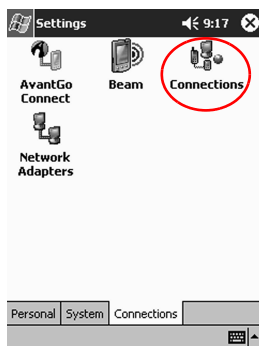 Settings 9:17
AvantGo
Connect
Beam
Connections
Network
Adapters
Personal System Connections